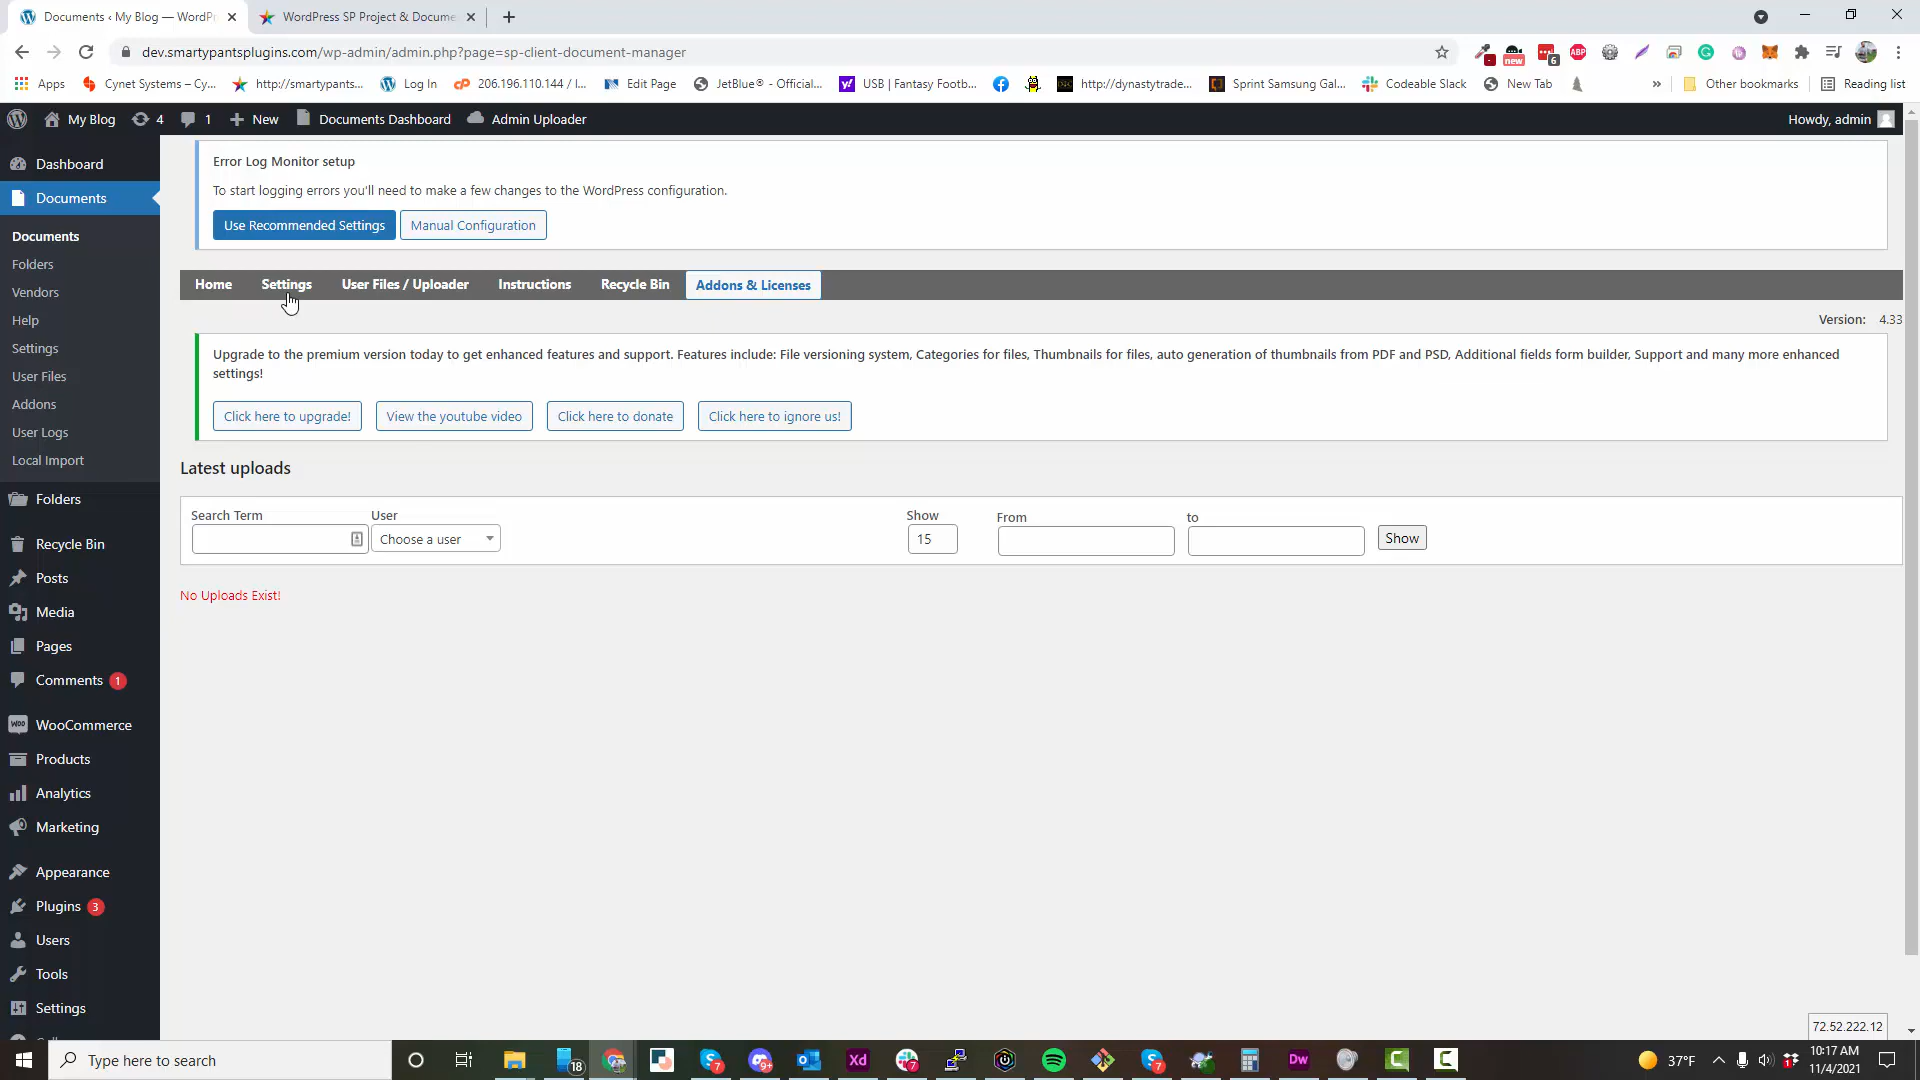 Documents ‹ My Blog — WordPr
WordPress SP Project & Docume
dev.smartypantsplugins.com/wp-admin/admin.php?page=sp-client-document-manager
new
6
ABP
Apps
Cynet Systems – Cy...
http://smartypants...
Log In
206.196.110.144 / l...
Edit Page
JetBlue® - Official...
USB | Fantasy Footb...
http://dynastytrade...
Sprint Samsung Gal...
Codeable Slack
New Tab
»
Other bookmarks
Reading list
My Blog
4
1
New
Documents Dashboard
Admin Uploader
Howdy, admin
Dashboard
Documents
Documents
Folders
Vendors
Help
Settings
User Files
Addons
User Logs
Local Import
Folders
Recycle Bin
Posts
Media
Pages
Comments 1
WooCommerce
Products
Analytics
Marketing
Appearance
Plugins 3
Users
Tools
Settings
Error Log Monitor setup
To start logging errors you'll need to make a few changes to the WordPress configuration.
Use Recommended Settings
Manual Configuration
Home
Settings
User Files / Uploader
Instructions
Recycle Bin
Addons & Licenses
Version: 4.33
Upgrade to the premium version today to get enhanced features and support. Features include: File versioning system, Categories for files, Thumbnails for files, auto generation of thumbnails from PDF and PSD, Additional fields form builder, Support and many more enhanced
settings!
Click here to upgrade!
View the youtube video
Click here to donate
Click here to ignore us!
Latest uploads
Search Term
User
Choose a user
Show
15
From
to
Show
No Uploads Exist!
72.52.222.12
Type here to search
18
7
9+
Xd
7
7
Dw
37°F
10:17 AM
11/4/2021